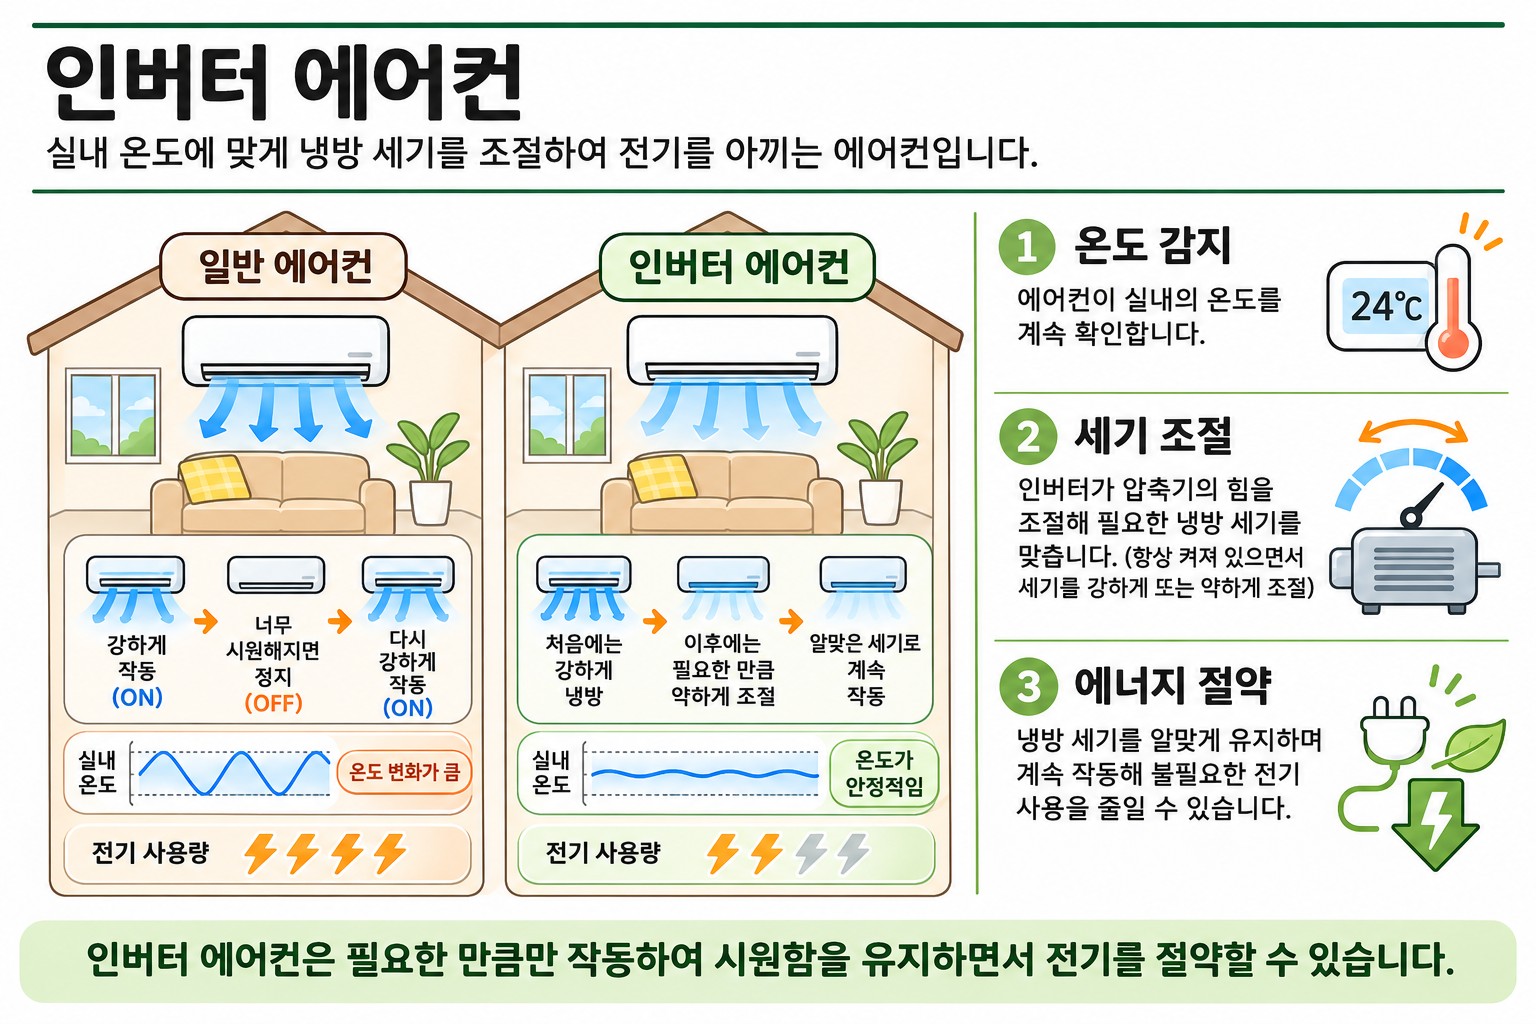 인버터 에어컨
실내 온도에 맞게 냉방 세기를 조절하여 전기를 아끼는 에어컨입니다.
일반 에어컨
강하게
작동
(ON)
너무
시원해지면
정지
(OFF)
다시
강하게
작동
(ON)
실내
온도
온도 변화가 큼
전기 사용량
인버터 에어컨
처음에는
강하게
냉방
이후에는
필요한 만큼
약하게 조절
알맞은 세기로
계속
작동
실내
온도
온도가
안정적임
전기 사용량
1 온도 감지
에어컨이 실내의 온도를
계속 확인합니다.
24℃
2 세기 조절
인버터가 압축기의 힘을
조절해 필요한 냉방 세기를
맞춥니다. (항상 켜져 있으면서
세기를 강하게 또는 약하게 조절)
3 에너지 절약
냉방 세기를 알맞게 유지하며
계속 작동해 불필요한 전기
사용을 줄일 수 있습니다.
인버터 에어컨은 필요한 만큼만 작동하여 시원함을 유지하면서 전기를 절약할 수 있습니다.